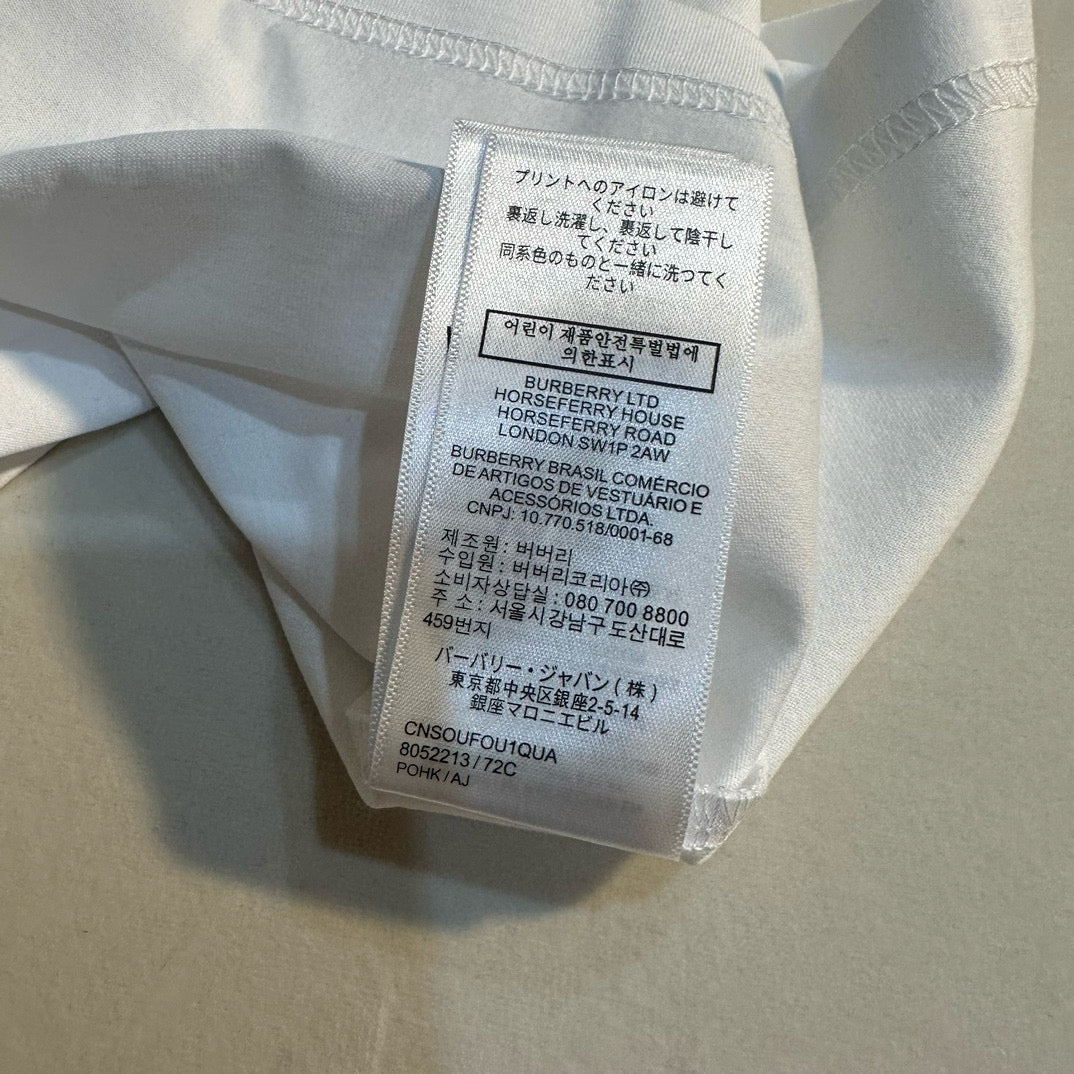 プリントへのアイロンは避けて
ください
裏返し洗濯し、裏返して陰干し
てください
同系色のものと一緒に洗ってく
ださい
어린이 재품안전특별법에
의한표시
BURBERRY LTD
HORSEFERRY HOUSE
HORSEFERRY ROAD
LONDON SW1P 2AW
BURBERRY BRASIL COMÉRCIO
DE ARTIGOS DE VESTUÁRIO E
ACESSÓRIOS LTDA.
CNPJ: 10.770.518/0001-68
제조원 : 버버리
수입원 : 버버리코리아㈜
소비자상답실 : 080 700 8800
주 소 : 서울시강남구 도산대로
459번지
バーバリー・ジャパン ( 株 )
東京都中央区銀座2-5-14
銀座マロニエビル
CNSOUFOU1QUA
8052213 / 72C
POHK / AJ